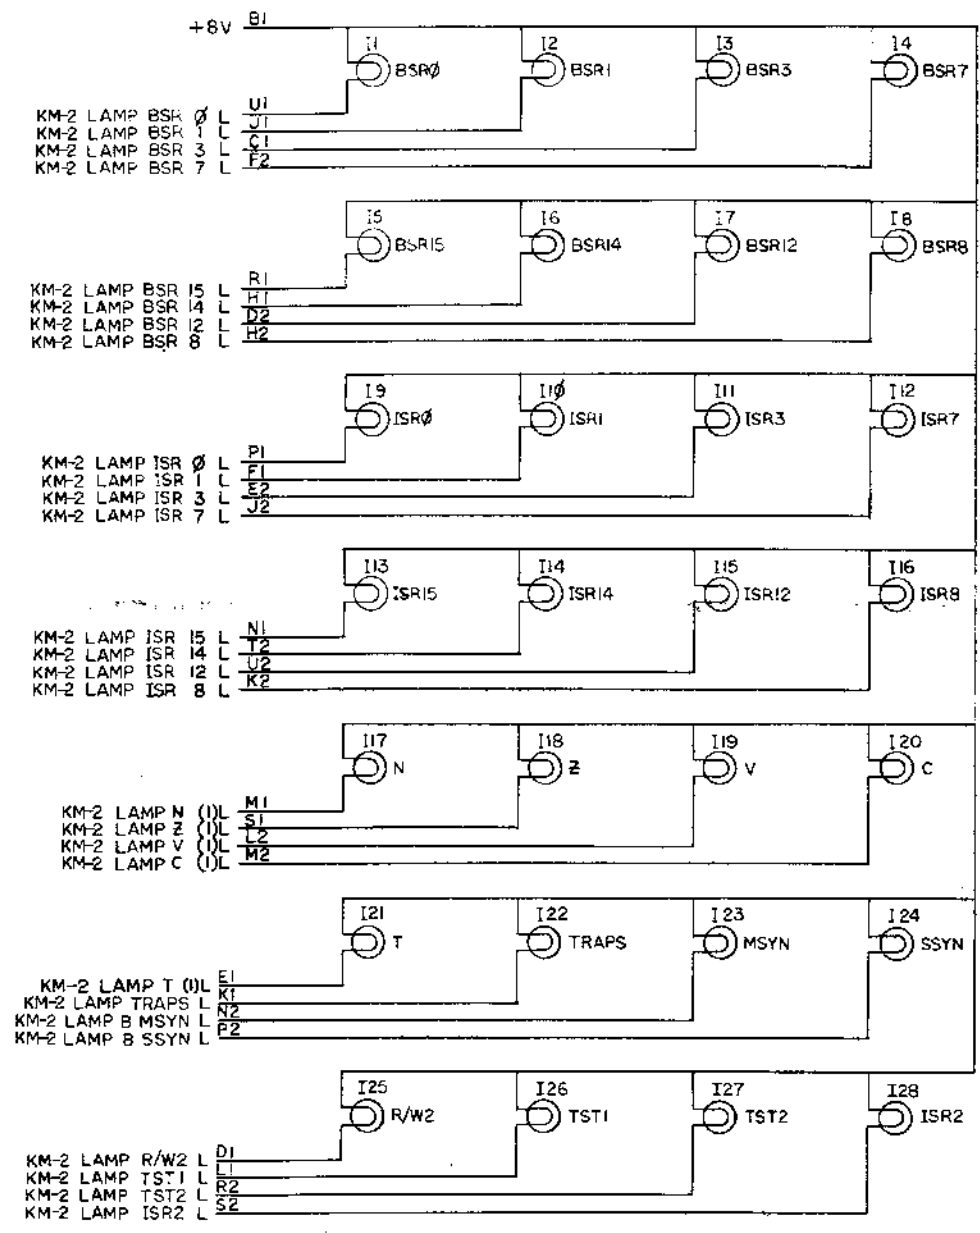 +8V B1
I1 I2 I3 I4
BSRØ BSR1 BSR3 BSR7
KM-2 LAMP BSR Ø L U1
KM-2 LAMP BSR 1 L J1
KM-2 LAMP BSR 3 L C1
KM-2 LAMP BSR 7 L F2
I5 I6 I7 I8
BSR15 BSR14 BSR12 BSR8
KM-2 LAMP BSR 15 L R1
KM-2 LAMP BSR 14 L H1
KM-2 LAMP BSR 12 L D2
KM-2 LAMP BSR 8 L H2
I9 I1Ø I11 I12
ISRØ ISR1 ISR3 ISR7
KM-2 LAMP ISR Ø L P1
KM-2 LAMP ISR 1 L F1
KM-2 LAMP ISR 3 L E2
KM-2 LAMP ISR 7 L J2
I13 I14 I15 I16
ISR15 ISR14 ISR12 ISR8
KM-2 LAMP ISR 15 L N1
KM-2 LAMP ISR 14 L T2
KM-2 LAMP ISR 12 L U2
KM-2 LAMP ISR 8 L K2
I17 I18 I19 I20
N Z V C
KM-2 LAMP N (1)L M1
KM-2 LAMP Z (1)L S1
KM-2 LAMP V (1)L L2
KM-2 LAMP C (1)L M2
I21 I22 I23 I24
T TRAPS MSYN SSYN
KM-2 LAMP T (1)L E1
KM-2 LAMP TRAPS L K1
KM-2 LAMP B MSYN L N2
KM-2 LAMP B SSYN L P2
I25 I26 I27 I28
R/W2 TST1 TST2 ISR2
KM-2 LAMP R/W2 L D1
KM-2 LAMP TST1 L L1
KM-2 LAMP TST2 L R2
KM-2 LAMP ISR2 L S2